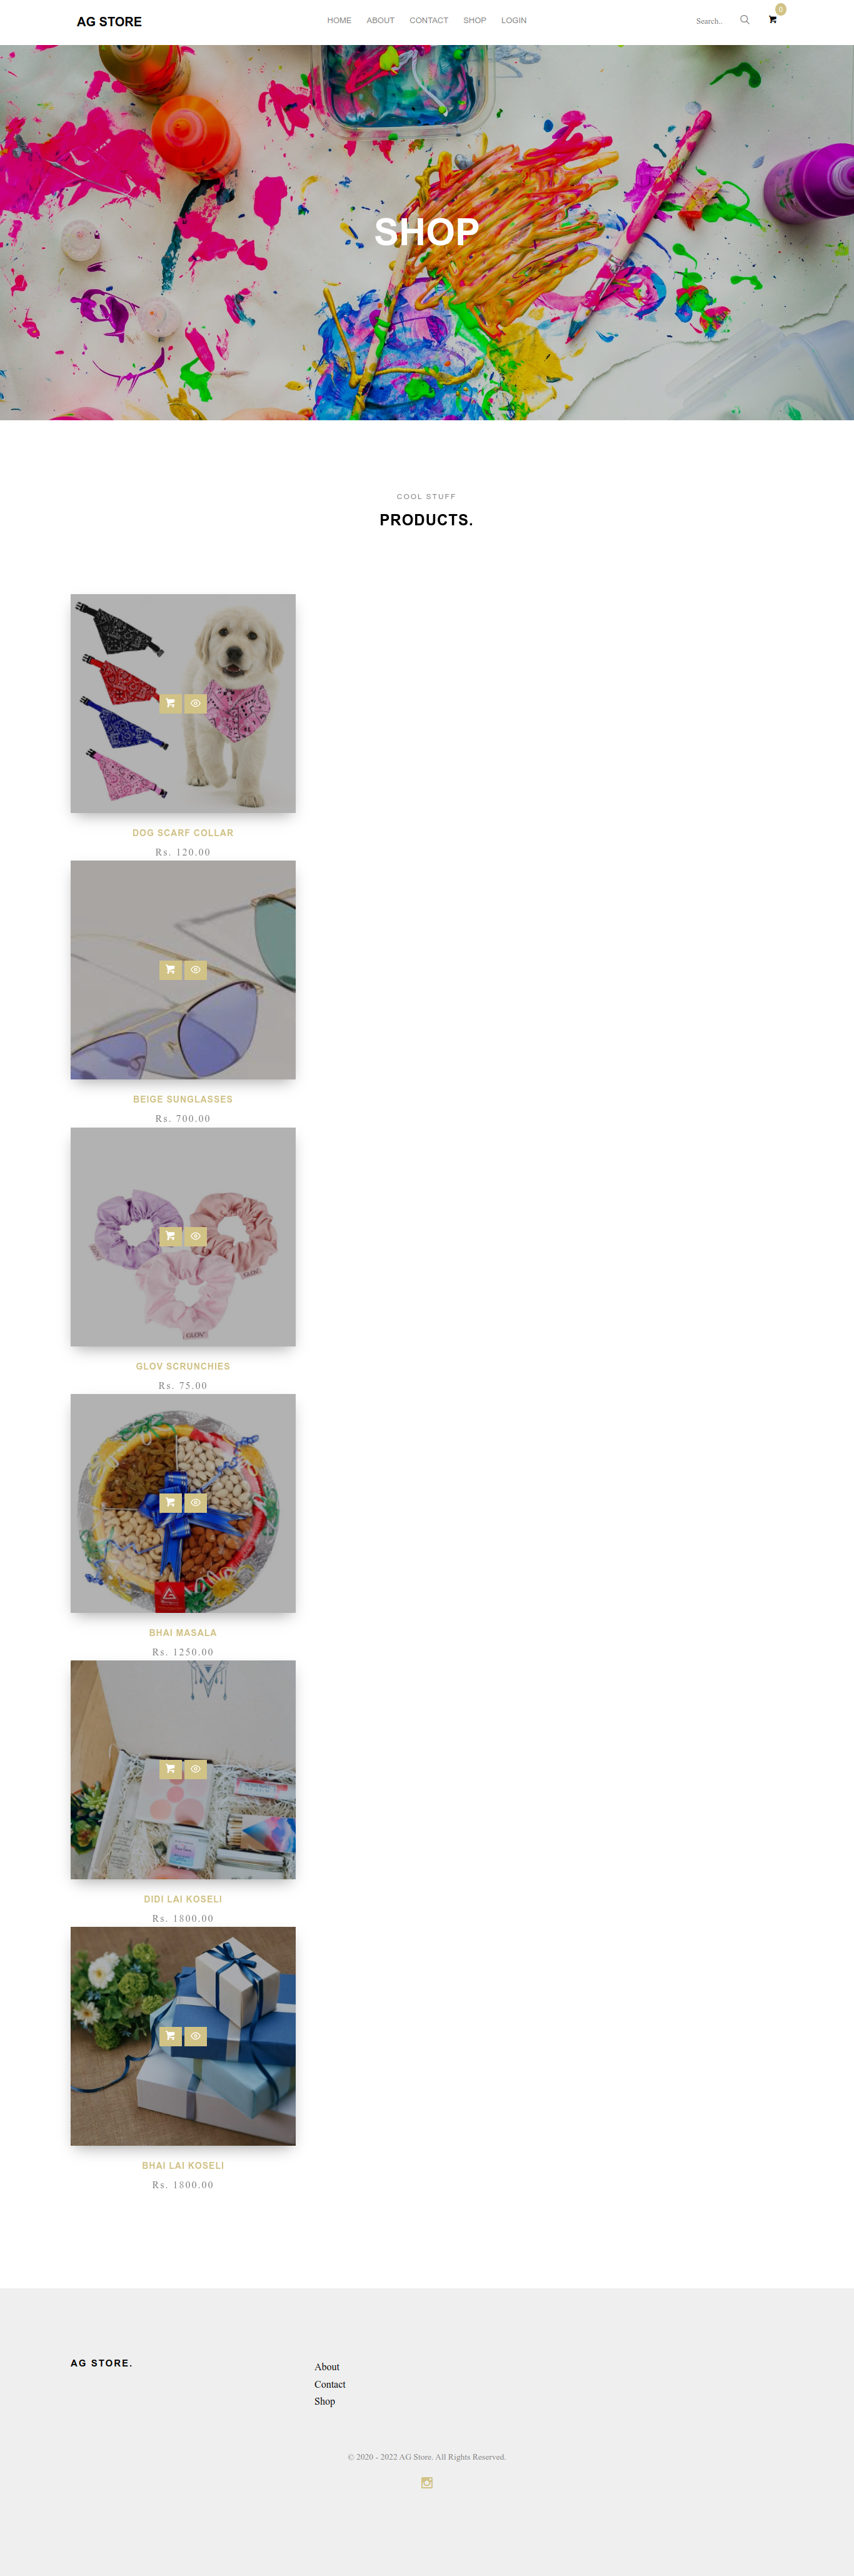 AG STORE
HOME ABOUT CONTACT SHOP LOGIN
Search..
0
SHOP
COOL STUFF
PRODUCTS.
DOG SCARF COLLAR
Rs. 120.00
BEIGE SUNGLASSES
Rs. 700.00
GLOV
GLOV
GLOV SCRUNCHIES
Rs. 75.00
BHAI MASALA
Rs. 1250.00
DIDI LAI KOSELI
Rs. 1800.00
BHAI LAI KOSELI
Rs. 1800.00
AG STORE.
About
Contact
Shop
© 2020 - 2022 AG Store. All Rights Reserved.